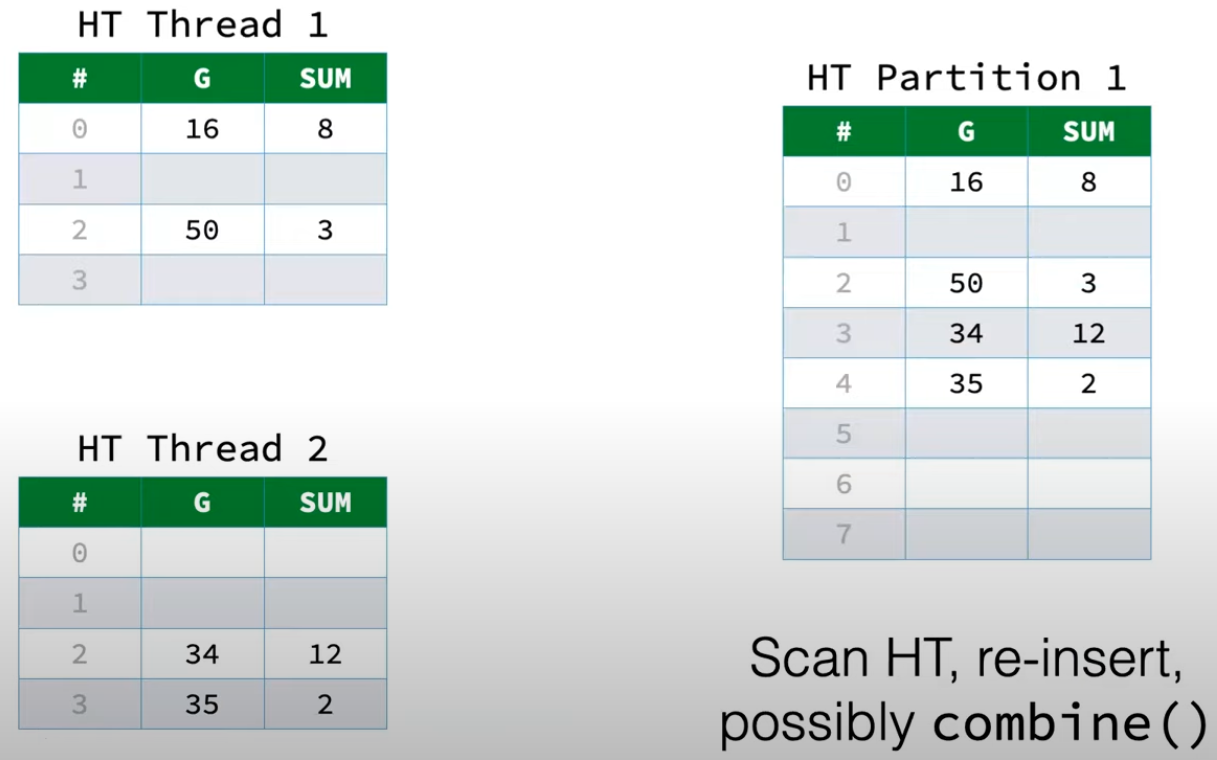 HT Thread 1
# G SUM
0 16 8
1
2 50 3
3
HT Thread 2
# G SUM
0
1
2 34 12
3 35 2
HT Partition 1
# G SUM
0 16 8
1
2 50 3
3 34 12
4 35 2
5
6
7
Scan HT, re-insert,
possibly combine()